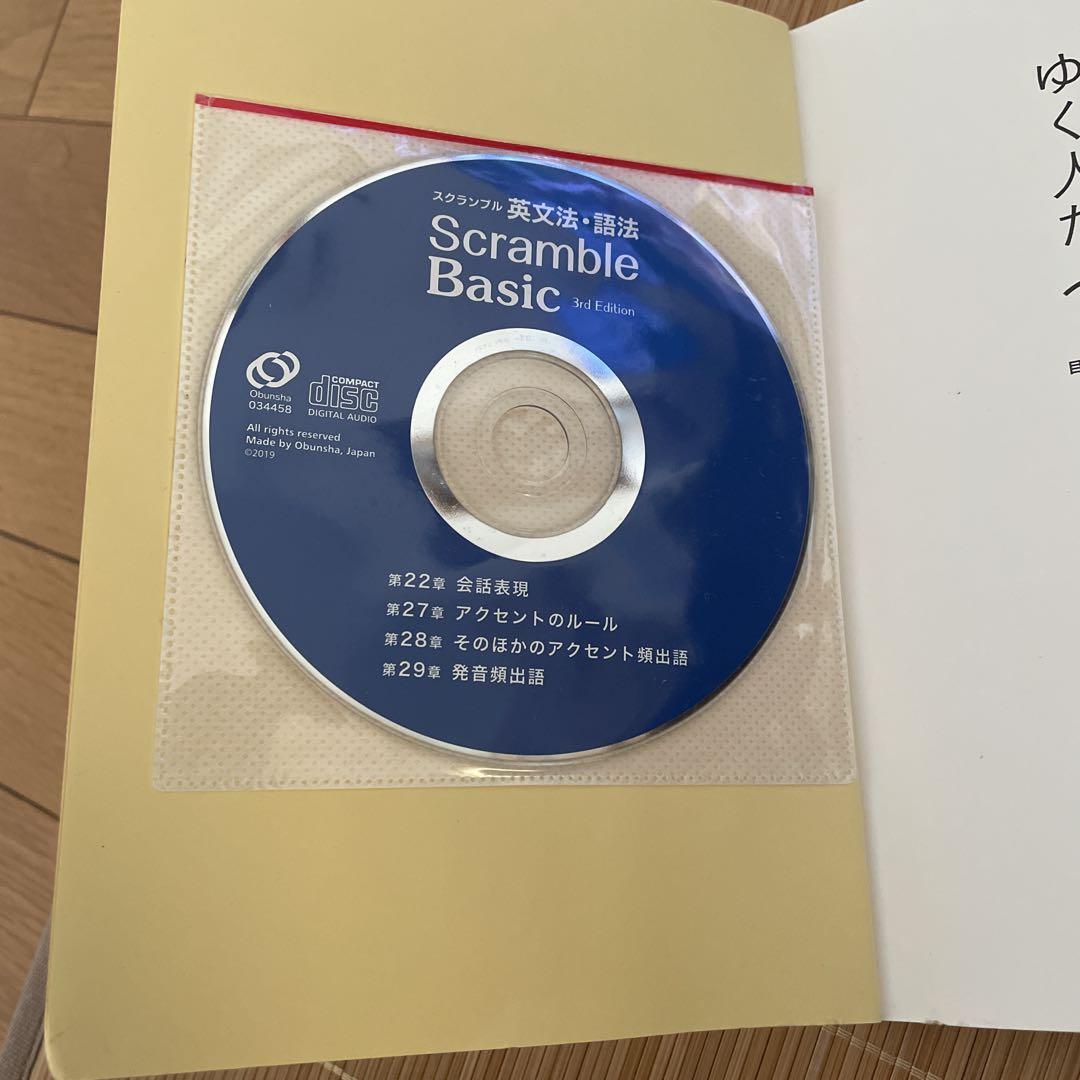 スクランブル 英文法・語法
Scramble
Basic 3rd Edition
Obunsha
034458
COMPACT
disc
DIGITAL AUDIO
All rights reserved
Made by Obunsha, Japan
©2019
第22章 会話表現
第27章 アクセントのルール
第28章 そのほかのアクセント頻出語
第29章 発音頻出語
ゆく人た